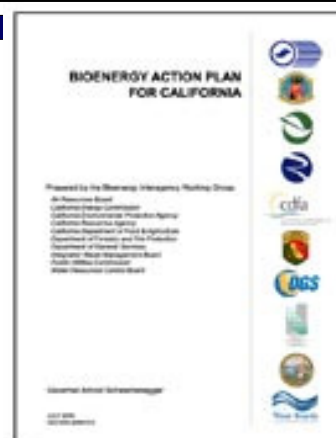 BIOENERGY ACTION PLAN
FOR CALIFORNIA
Prepared by the Bioenergy Interagency Working Group
Air Resources Board
California Energy Commission
California Environmental Protection Agency
California Resources Agency
California Department of Food & Agriculture
Department of Forestry and Fire Protection
Department of General Services
Integrated Waste Management Board
Public Utilities Commission
Water Resources Control Board
Governor Arnold Schwarzenegger
JULY 2006
cdfa
DGS